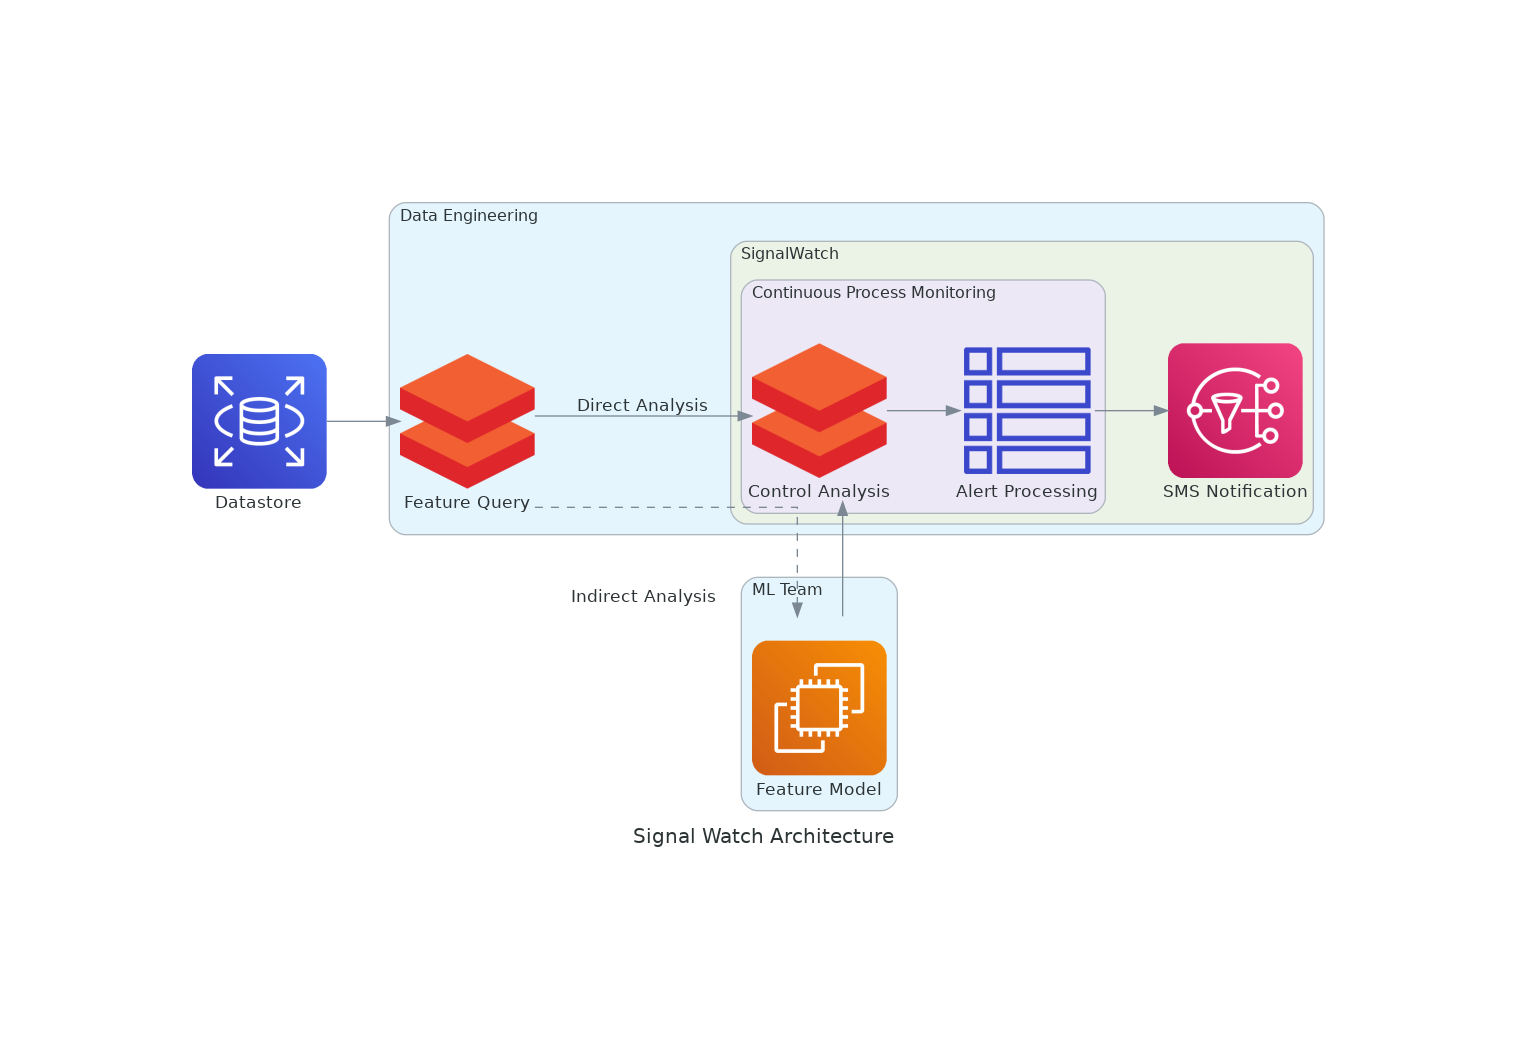 Data Engineering
SignalWatch
Continuous Process Monitoring
Direct Analysis
Datastore
Feature Query
Control Analysis
Alert Processing
SMS Notification
Indirect Analysis
ML Team
Feature Model
Signal Watch Architecture